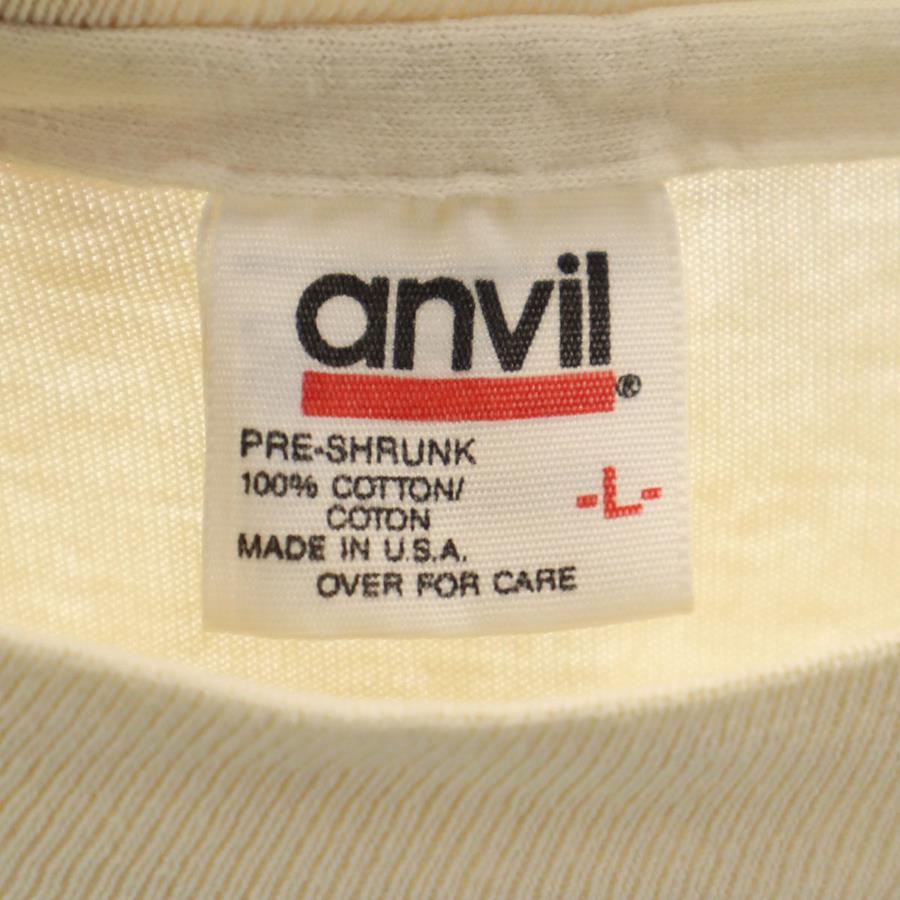 anvil®
PRE-SHRUNK
100% COTTON/
COTON
-L-
MADE IN U.S.A.
OVER FOR CARE